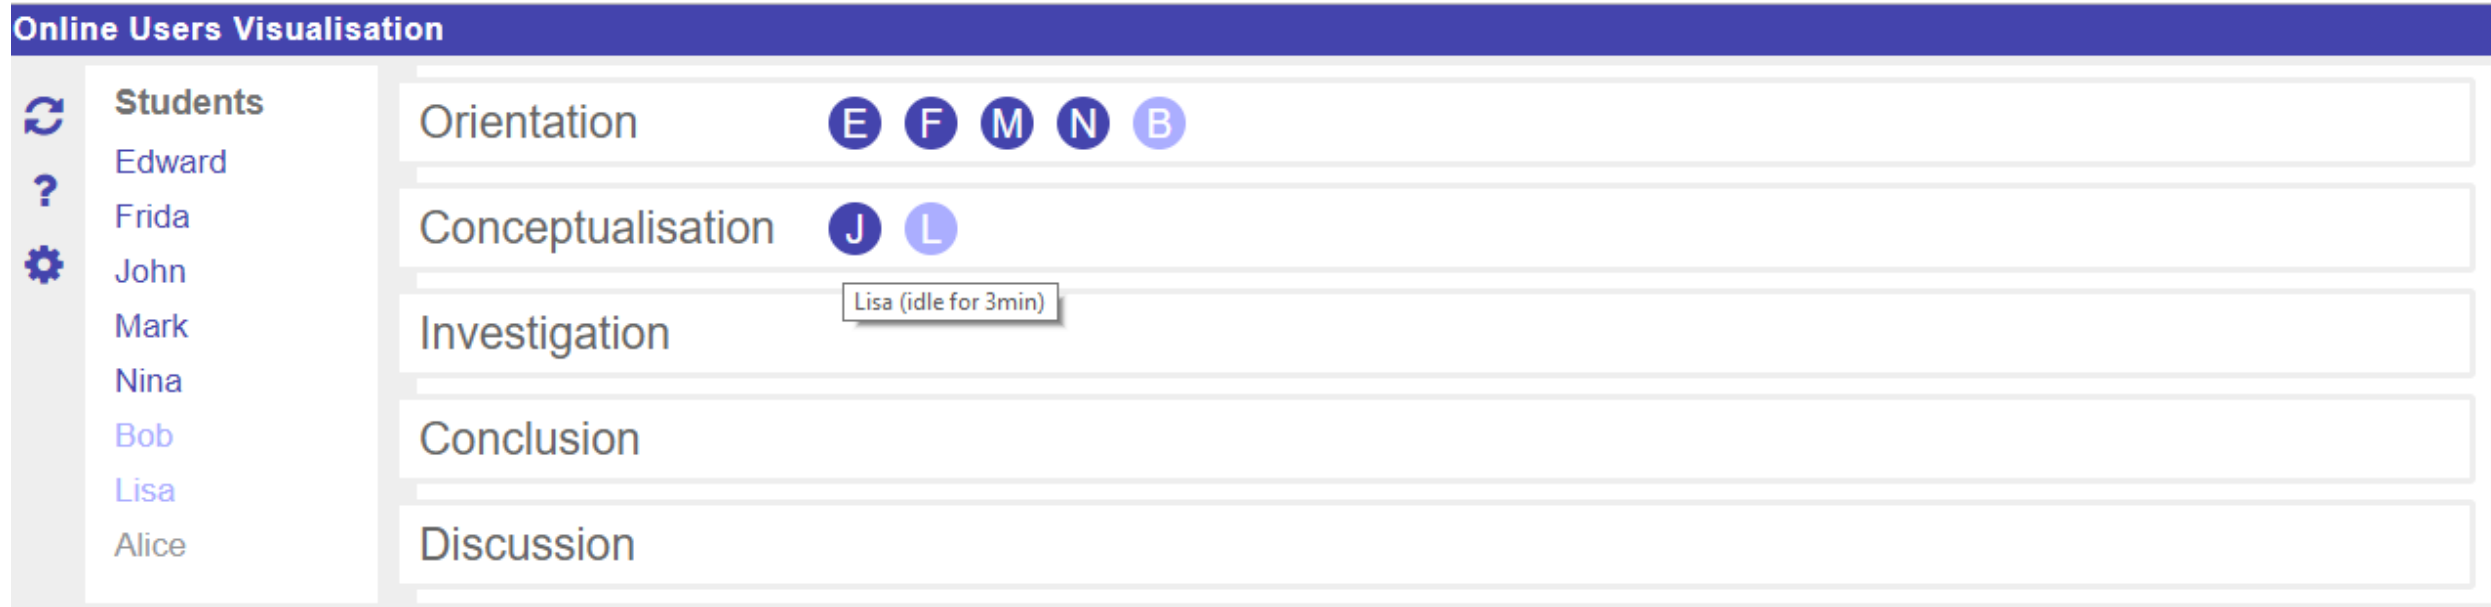 Online Users Visualisation
Students
Edward
Frida
John
Mark
Nina
Bob
Lisa
Alice
?
Orientation E F M N B
Conceptualisation J L
Lisa (idle for 3min)
Investigation
Conclusion
Discussion